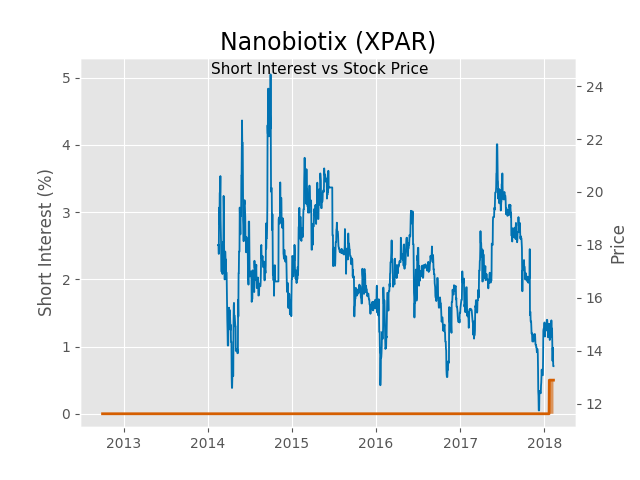 Nanobiotix (XPAR)
Short Interest vs Stock Price
Short Interest (%)
5
4
3
2
1
0
24
22
20
18
16
14
12
Price
2013 2014 2015 2016 2017 2018